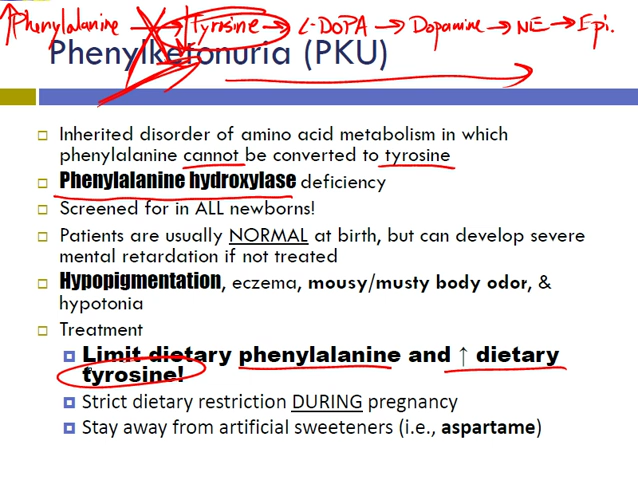 ↑Phenylalanine → Tyrosine → L-DOPA → Dopamine → NE → Epi.
Phenylketonuria (PKU)
Inherited disorder of amino acid metabolism in which
phenylalanine cannot be converted to tyrosine
Phenylalanine hydroxylase deficiency
Screened for in ALL newborns!
Patients are usually NORMAL at birth, but can develop severe
mental retardation if not treated
Hypopigmentation, eczema, mousy/musty body odor, &
hypotonia
Treatment
Limit dietary phenylalanine and ↑ dietary
tyrosine!
Strict dietary restriction DURING pregnancy
Stay away from artificial sweeteners (i.e., aspartame)